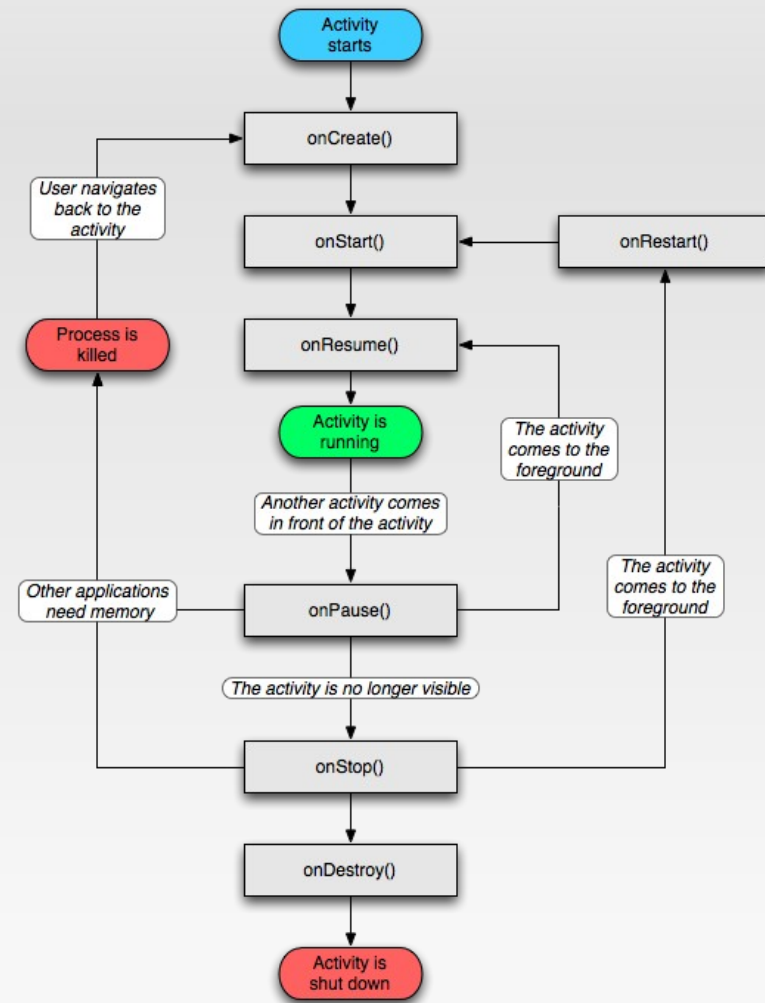 Activity
starts
onCreate()
User navigates
back to the
activity
onStart()
onRestart()
Process is
killed
onResume()
Activity is
running
The activity
comes to the
foreground
Another activity comes
in front of the activity
Other applications
need memory
onPause()
The activity
comes to the
foreground
The activity is no longer visible
onStop()
onDestroy()
Activity is
shut down